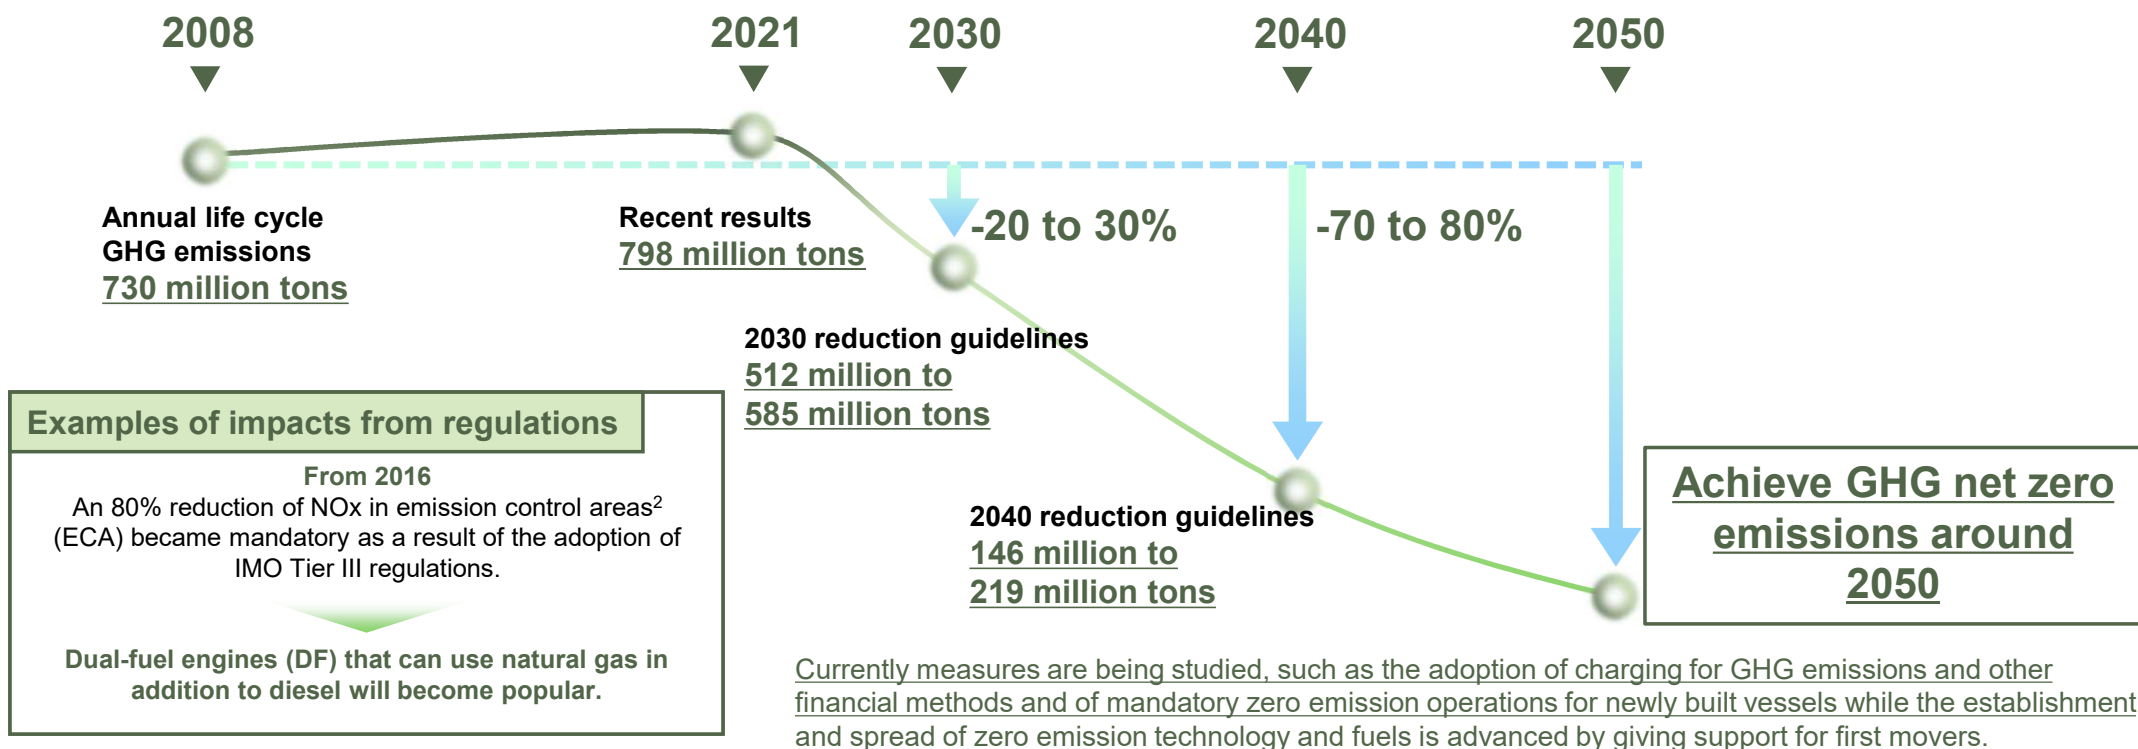 2008
2021
2030
2040
2050
Annual life cycle
GHG emissions
730 million tons
Recent results
798 million tons
-20 to 30%
-70 to 80%
2030 reduction guidelines
512 million to
585 million tons
2040 reduction guidelines
146 million to
219 million tons
Achieve GHG net zero
emissions around
2050
Examples of impacts from regulations
From 2016
An 80% reduction of NOx in emission control areas²
(ECA) became mandatory as a result of the adoption of
IMO Tier III regulations.
Dual-fuel engines (DF) that can use natural gas in
addition to diesel will become popular.
Currently measures are being studied, such as the adoption of charging for GHG emissions and other
financial methods and of mandatory zero emission operations for newly built vessels while the establishment
and spread of zero emission technology and fuels is advanced by giving support for first movers.